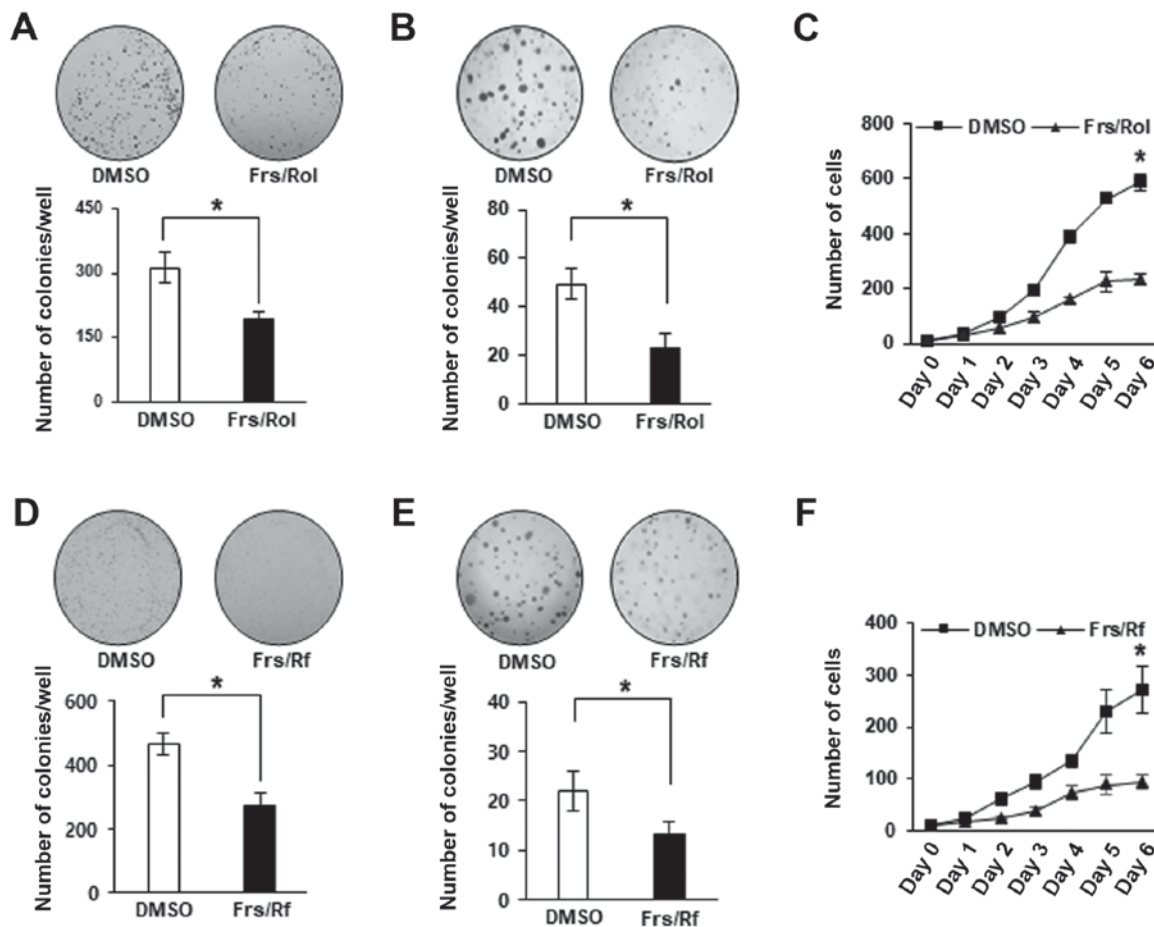 A
DMSO
Frs/Rol
Number of colonies/well
450
300
150
0
*
DMSO
Frs/Rol
B
DMSO
Frs/Rol
Number of colonies/well
80
60
40
20
0
*
DMSO
Frs/Rol
C
DMSO
Frs/Rol
Number of cells
800
600
400
200
0
*
Day 0
Day 1
Day 2
Day 3
Day 4
Day 5
Day 6
D
DMSO
Frs/Rf
Number of colonies/well
600
400
200
0
*
DMSO
Frs/Rf
E
DMSO
Frs/Rf
Number of colonies/well
40
30
20
10
0
*
DMSO
Frs/Rf
F
DMSO
Frs/Rf
Number of cells
400
300
200
100
0
*
Day 0
Day 1
Day 2
Day 3
Day 4
Day 5
Day 6